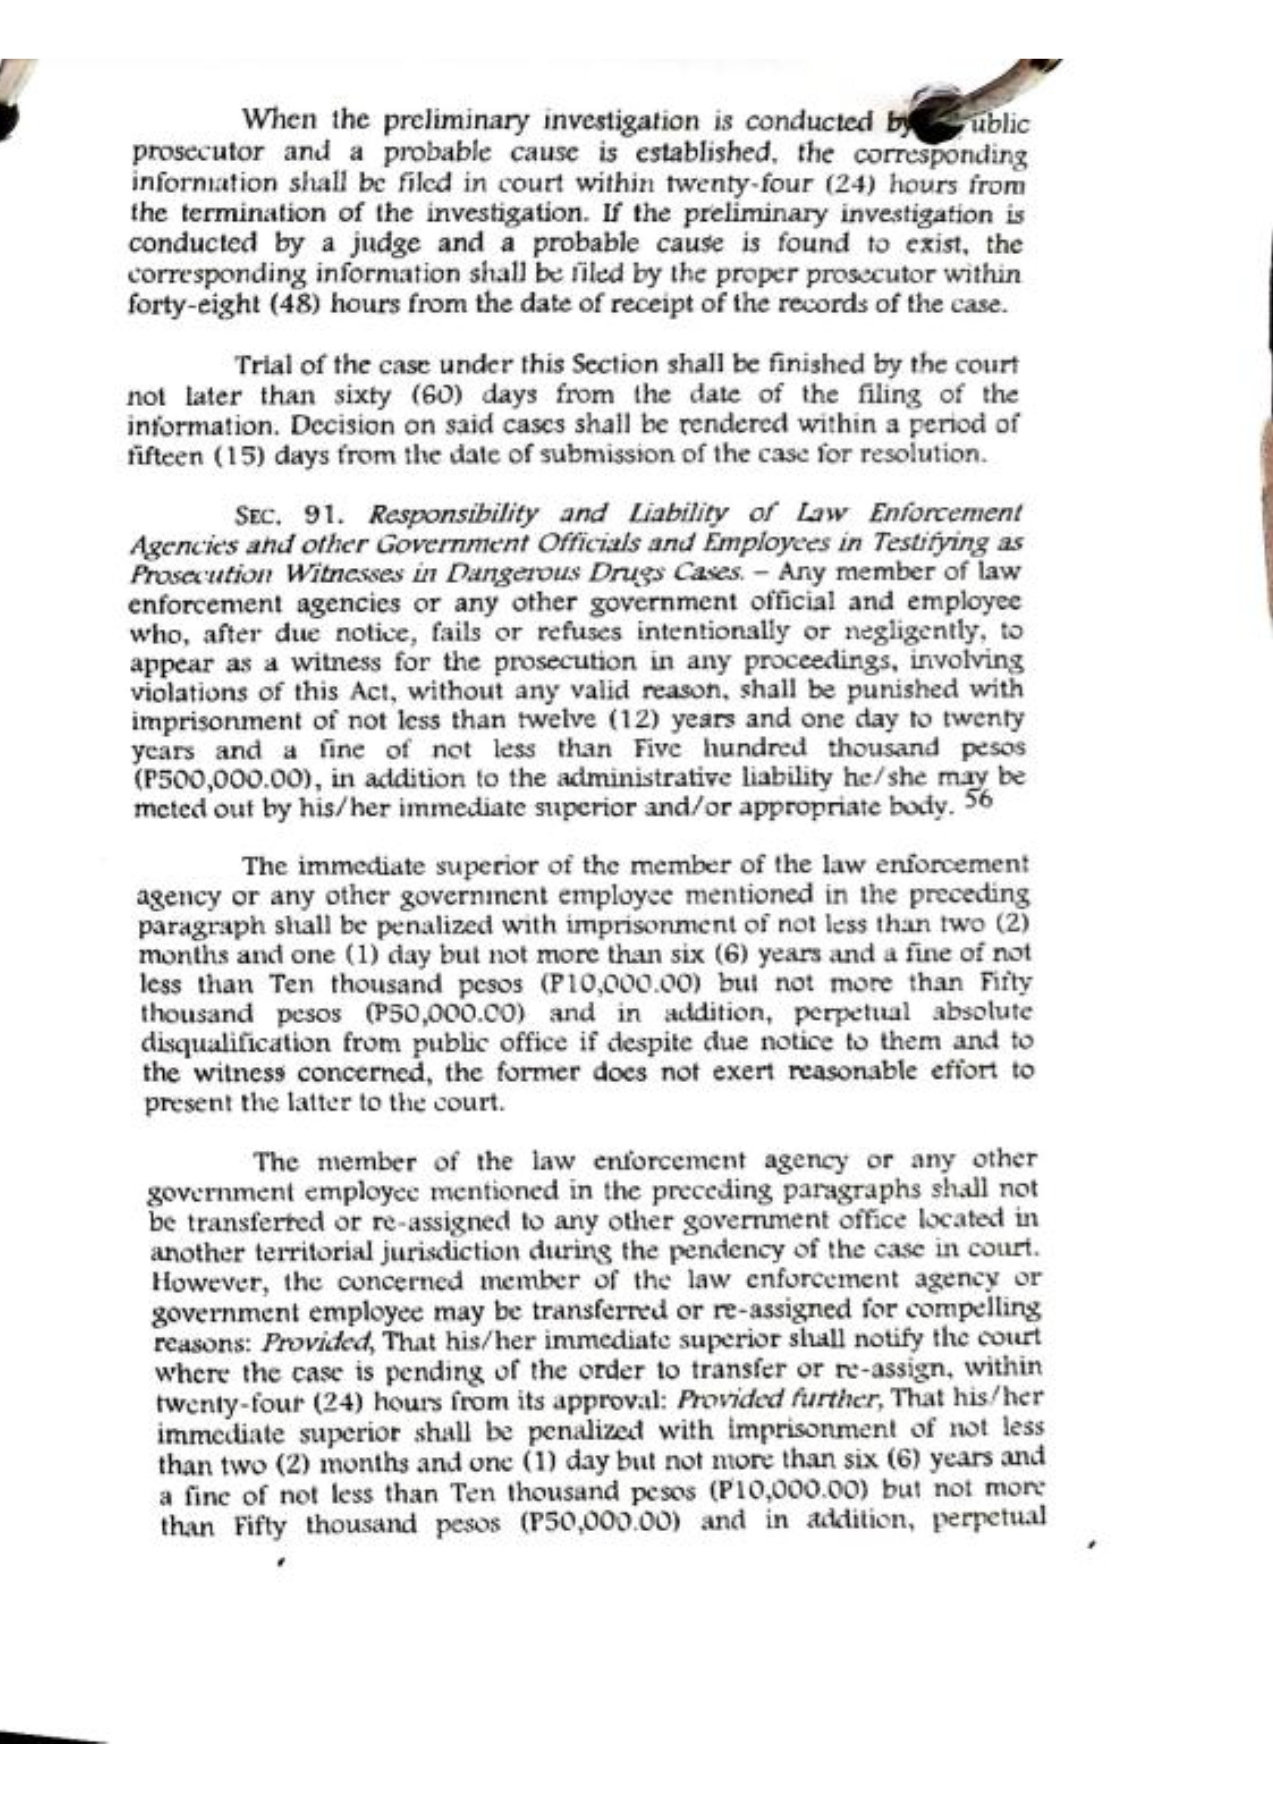 When the preliminary investigation is conducted by ublic
prosecutor and a probable cause is established, the corresponding
information shall be filed in court within twenty-four (24) hours from
the termination of the investigation. If the preliminary investigation is
conducted by a judge and a probable cause is found to exist, the
corresponding information shall be filed by the proper prosecutor within
forty-eight (48) hours from the date of receipt of the records of the case.
Trial of the case under this Section shall be finished by the court
not later than sixty (60) days from the date of the filing of the
information. Decision on said cases shall be rendered within a period of
fifteen (15) days from the date of submission of the case for resolution.
SEC. 91. Responsibility and Liability of Law Enforcement
Agencies and other Government Officials and Employees in Testifying as
Prosecution Witnesses in Dangerous Drugs Cases. – Any member of law
enforcement agencies or any other government official and employee
who, after due notice, fails or refuses intentionally or negligently, to
appear as a witness for the prosecution in any proceedings, involving
violations of this Act, without any valid reason, shall be punished with
imprisonment of not less than twelve (12) years and one day to twenty
years and a fine of not less than Five hundred thousand pesos
(P500,000.00), in addition to the administrative liability he/she may be
meted out by his/her immediate superior and/or appropriate body. 56
The immediate superior of the member of the law enforcement
agency or any other government employee mentioned in the preceding
paragraph shall be penalized with imprisonment of not less than two (2)
months and one (1) day but not more than six (6) years and a fine of not
less than Ten thousand pesos (P10,000.00) but not more than Fifty
thousand pesos (P50,000.00) and in addition, perpetual absolute
disqualification from public office if despite due notice to them and to
the witness concerned, the former does not exert reasonable effort to
present the latter to the court.
The member of the law enforcement agency or any other
government employee mentioned in the preceding paragraphs shall not
be transferred or re-assigned to any other government office located in
another territorial jurisdiction during the pendency of the case in court.
However, the concerned member of the law enforcement agency or
government employee may be transferred or re-assigned for compelling
reasons: Provided, That his/her immediate superior shall notify the court
where the case is pending of the order to transfer or re-assign, within
twenty-four (24) hours from its approval: Provided further, That his/her
immediate superior shall be penalized with imprisonment of not less
than two (2) months and one (1) day but not more than six (6) years and
a fine of not less than Ten thousand pesos (P10,000.00) but not more
than Fifty thousand pesos (P50,000.00) and in addition, perpetual